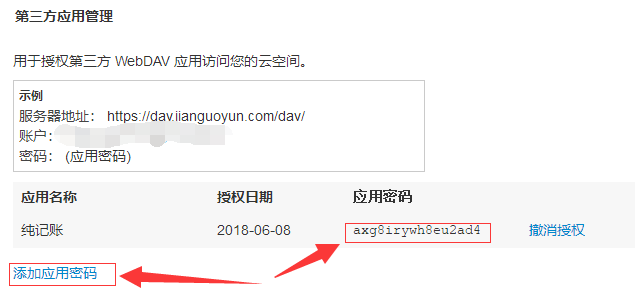 第三方应用管理
用于授权第三方 WebDAV 应用访问您的云空间。
示例
服务器地址： https://dav.jianguoyun.com/dav/
账户：
密码： (应用密码)
应用名称 授权日期 应用密码
纯记账 2018-06-08 axg8irywh8eu2ad4 撤消授权
添加应用密码